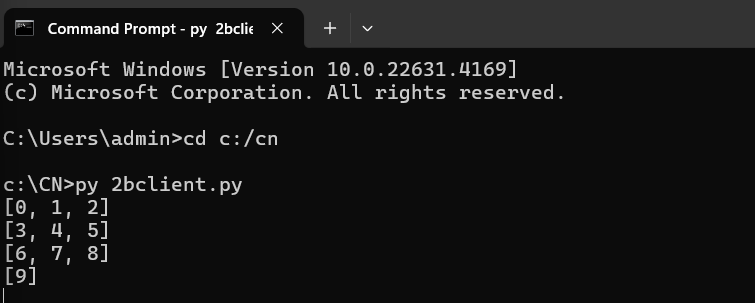 Command Prompt - py 2bclie
Microsoft Windows [Version 10.0.22631.4169]
(c) Microsoft Corporation. All rights reserved.
C:\Users\admin>cd c:/cn
c:\CN>py 2bclient.py
[0, 1, 2]
[3, 4, 5]
[6, 7, 8]
[9]